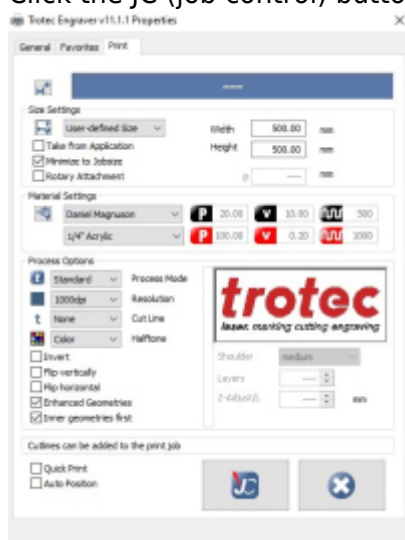 Click the JC (job control) butto
Trotec Engraver v11.1.1 Properties
General Favorites Print
----
Size Settings
User-defined Size Width 500.00 mm
Take from Application Height 500.00 mm
Minimize to Jobsize
Rotary Attachment ø ---- mm
Material Settings
Daniel Magnuson P 20.00 V 10.00 500
1/4" Acrylic P 100.00 V 0.20 1000
Process Options
Standard Process Mode
1000dpi Resolution
t None Cut Line
Color Halftone
trotec
laser. marking cutting engraving
Invert Shoulder medium
Flip vertically Layers ----
Flip horizontal Z-Adjust/L ---- mm
Enhanced Geometries
Inner geometries first
Cutlines can be added to the print job
Quick Print
Auto Position
JC